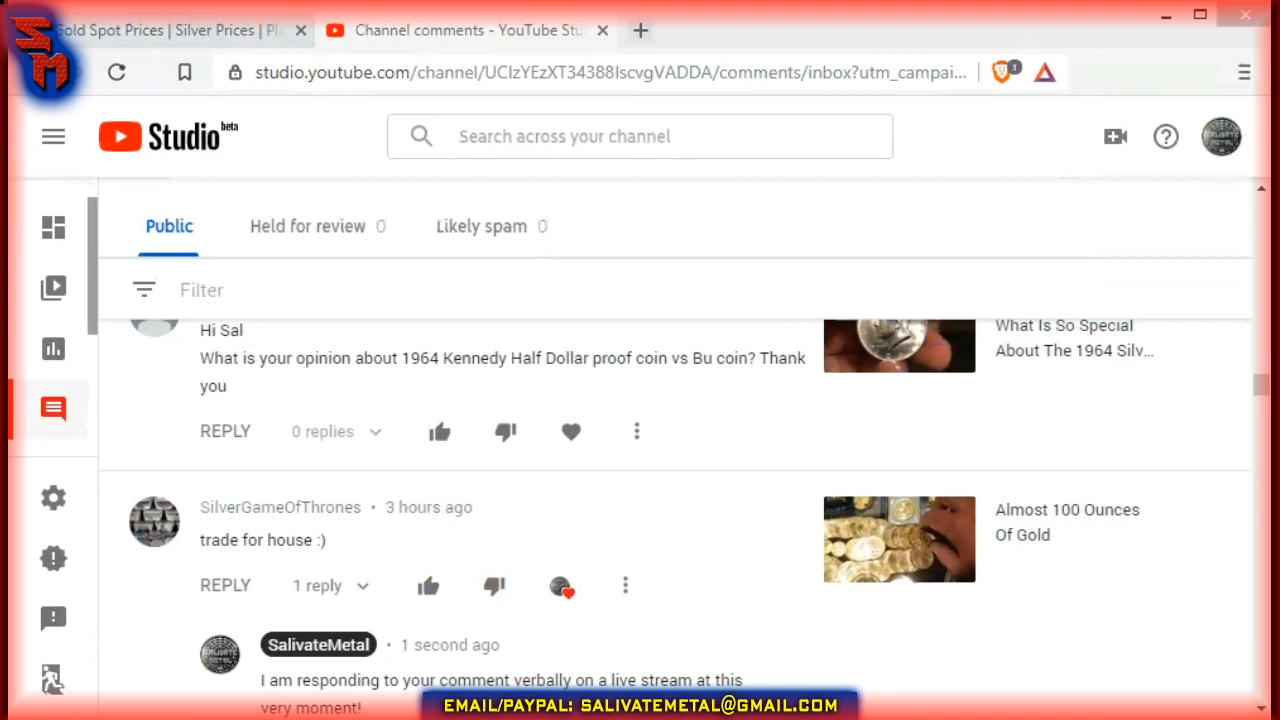 SM
Gold Spot Prices | Silver Prices | Pla
Channel comments - YouTube Stu
studio.youtube.com/channel/UCIzYEzXT34388IscvgVADDA/comments/inbox?utm_campai...
1
Studio beta
Search across your channel
Public
Held for review 0
Likely spam 0
Filter
Hi Sal
What is your opinion about 1964 Kennedy Half Dollar proof coin vs Bu coin? Thank
you
What Is So Special
About The 1964 Silv...
REPLY
0 replies
SilverGameOfThrones • 3 hours ago
trade for house :)
Almost 100 Ounces
Of Gold
REPLY
1 reply
SalivateMetal • 1 second ago
I am responding to your comment verbally on a live stream at this
very moment!
EMAIL/PAYPAL: SALIVATEMETAL@GMAIL.COM